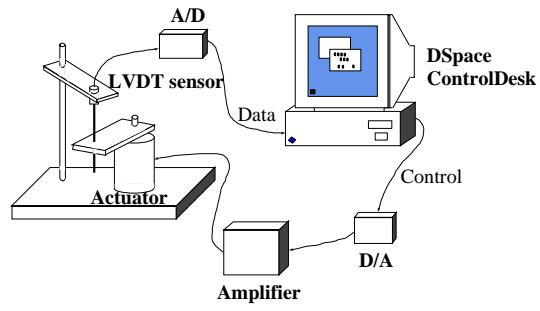 A/D
LVDT sensor
DSpace
ControlDesk
Data
Control
Actuator
D/A
Amplifier